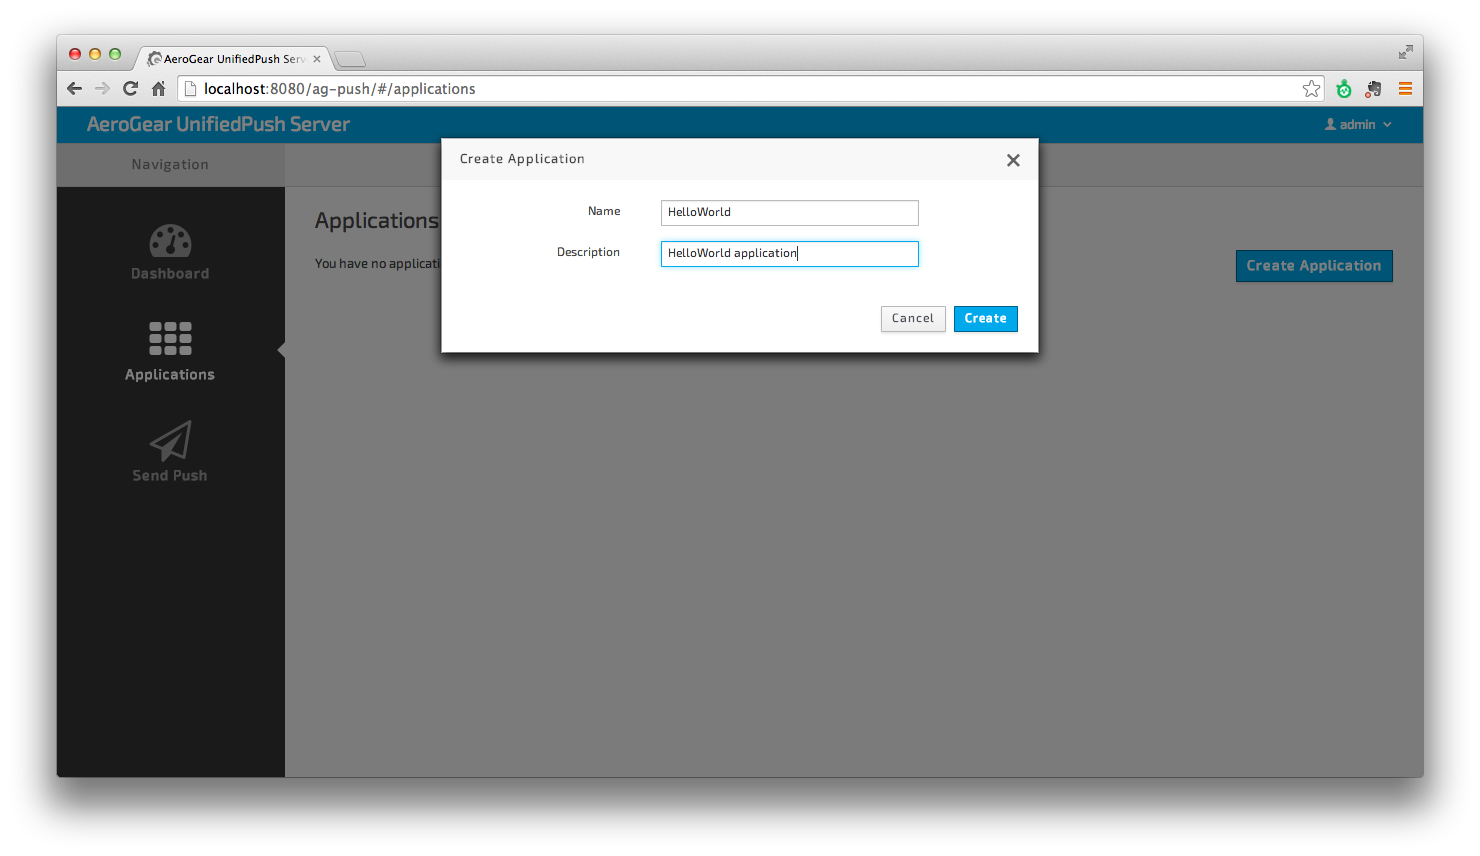 AeroGear UnifiedPush Serv
localhost:8080/ag-push/#/applications
AeroGear UnifiedPush Server
admin
Navigation
Create Application
Name
HelloWorld
Description
HelloWorld application
Cancel
Create
Applications
You have no applicati
Create Application
Dashboard
Applications
Send Push